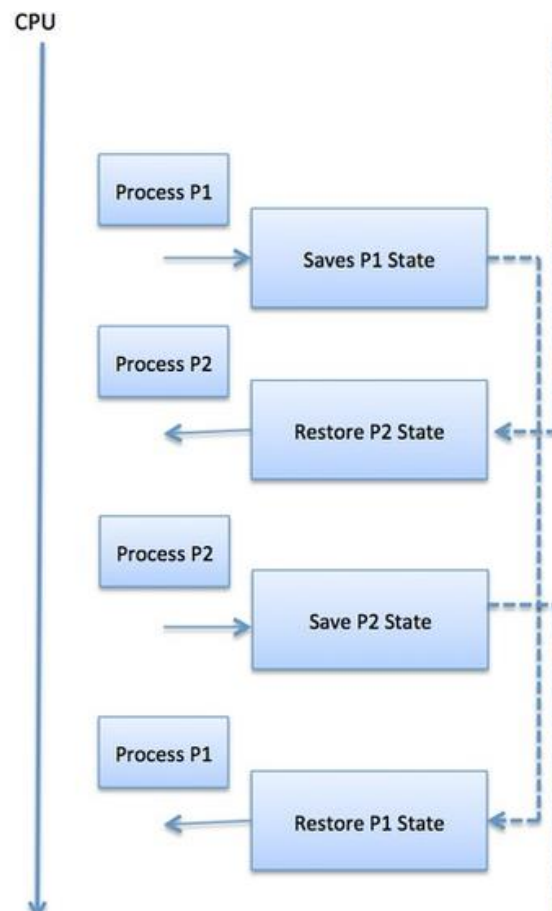 CPU
Process P1
Saves P1 State
Process P2
Restore P2 State
Process P2
Save P2 State
Process P1
Restore P1 State